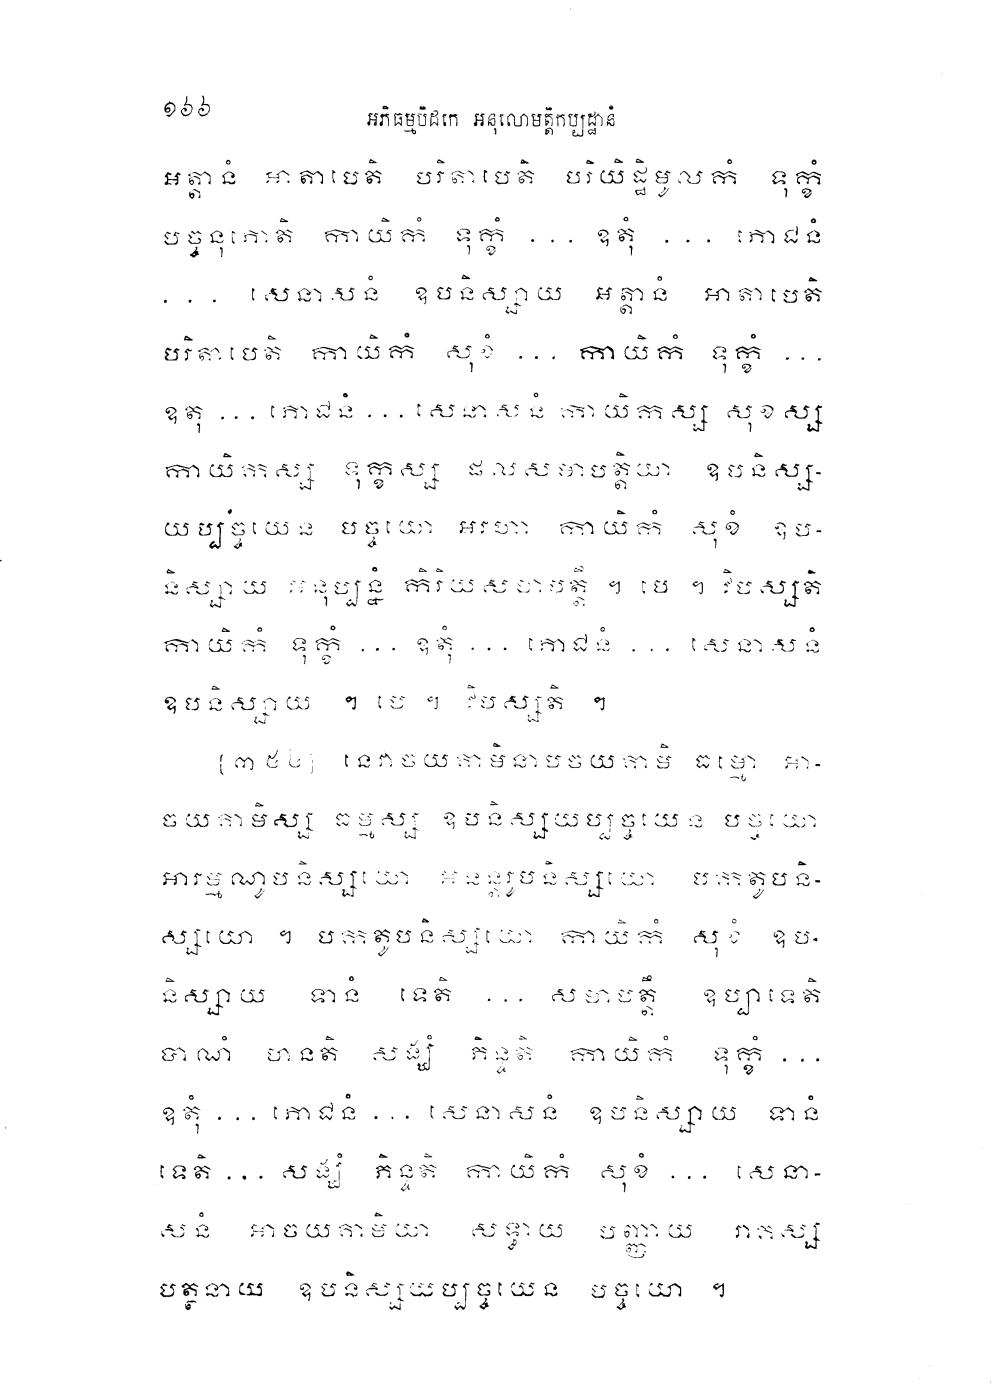 ១៦៦
អភិធម្មបិដកេ អនុលោមត្តិកប្បដ្ឋានំ
អត្តានំ អាតាបេតិ បរិតាបេតិ បរិយិដ្ឋិមូលកំ ទុក្ខំ
បច្ចនុភោតិ កាយិកំ ទុក្ខំ ... ឧតុំ ... ភោជនំ
... សេនាសនំ ឧបនិស្សាយ អត្តានំ អាតាបេតិ
បរិតាបេតិ កាយិកំ សុខំ ... កាយិកំ ទុក្ខំ ...
ឧតុ ... ភោជនំ ... សេនាសនំ កាយិកស្ស សុខស្ស
កាយិកស្ស ទុក្ខស្ស ផលសមាបត្តិយា ឧបនិស្ស-
យប្បច្ចយេន បច្ចយោ អរហា កាយិកំ សុខំ ឧប-
និស្សាយ អនុប្បន្នំ កិរិយសមាបត្តឹ ។ បេ ។ វិបស្សតិ
កាយិកំ ទុក្ខំ ... ឧតុំ ... ភោជនំ ... សេនាសនំ
ឧបនិស្សាយ ។ បេ ។ វិបស្សតិ ។
[៣៥៤] នេវាចយគាមិនាបចយគាមិ ធម្មោ អា-
ចយគាមិស្ស ធម្មស្ស ឧបនិស្សយប្បច្ចយេន បច្ចយោ
អារម្មណូបនិស្សយោ អនន្តរូបនិស្សយោ បកតូបនិ-
ស្សយោ ។ បកតូបនិស្សយោ កាយិកំ សុខំ ឧប-
និស្សាយ ទានំ ទេតិ ... សមាបត្តឹ ឧប្បាទេតិ
បាណំ ហនតិ សង្ឃំ ភិន្ទតិ កាយិកំ ទុក្ខំ ...
ឧតុំ ... ភោជនំ ... សេនាសនំ ឧបនិស្សាយ ទានំ
ទេតិ ... សង្ឃំ ភិន្ទតិ កាយិកំ សុខំ ... សេនា-
សនំ អាចយគាមិយា សទ្ធាយ បញ្ញាយ រាគស្ស
បត្ថនាយ ឧបនិស្សយប្បច្ចយេន បច្ចយោ ។